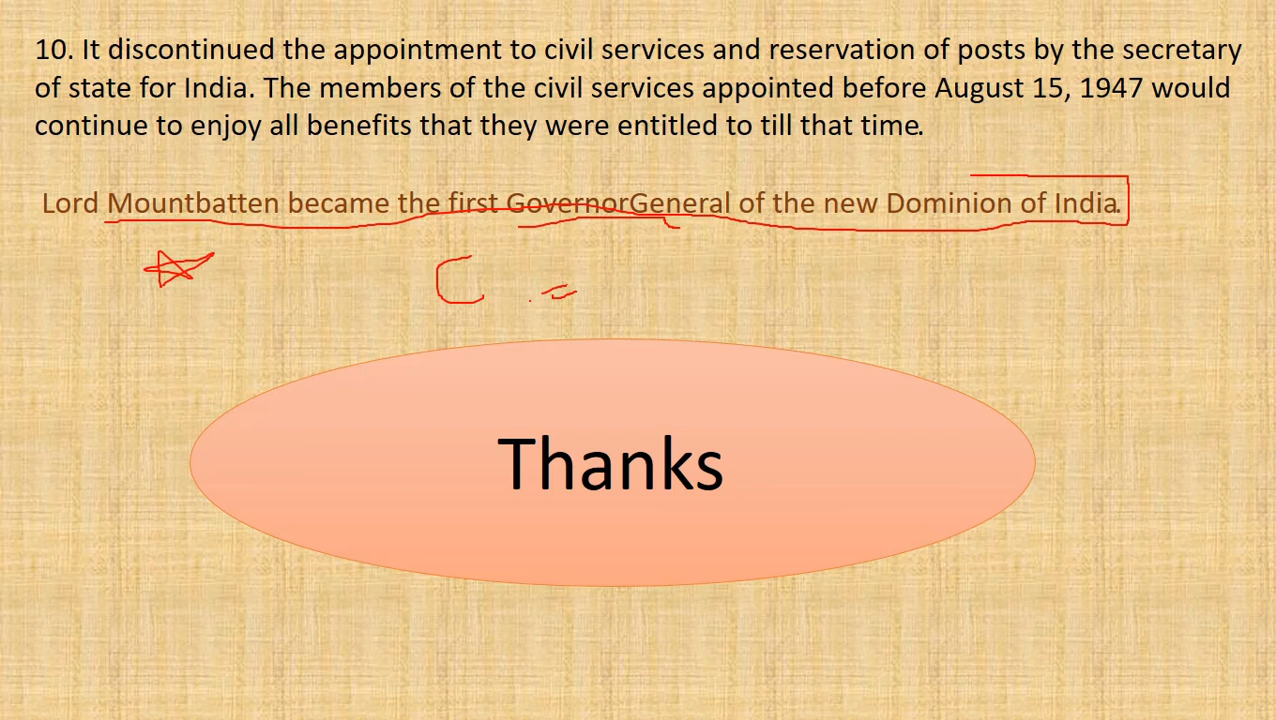 10. It discontinued the appointment to civil services and reservation of posts by the secretary
of state for India. The members of the civil services appointed before August 15, 1947 would
continue to enjoy all benefits that they were entitled to till that time.
Lord Mountbatten became the first GovernorGeneral of the new Dominion of India.
Thanks